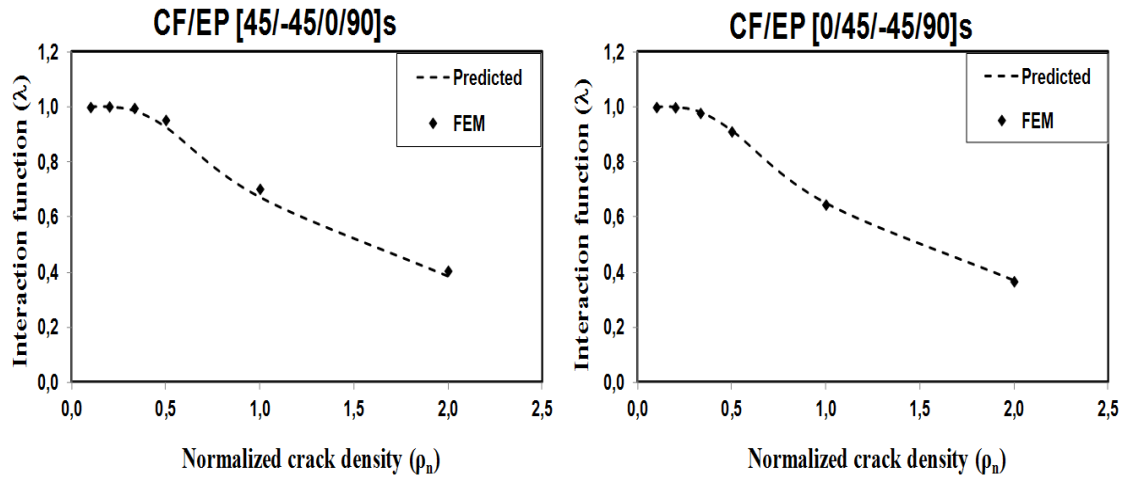 CF/EP [45/-45/0/90]s
1,2
1,0
0,8
0,6
0,4
0,2
0,0
Interaction function (λ)
Predicted
FEM
0,0 0,5 1,0 1,5 2,0 2,5
Normalized crack density (ρn)
CF/EP [0/45/-45/90]s
1,2
1,0
0,8
0,6
0,4
0,2
0,0
Interaction function (λ)
Predicted
FEM
0,0 0,5 1,0 1,5 2,0 2,5
Normalized crack density (ρn)